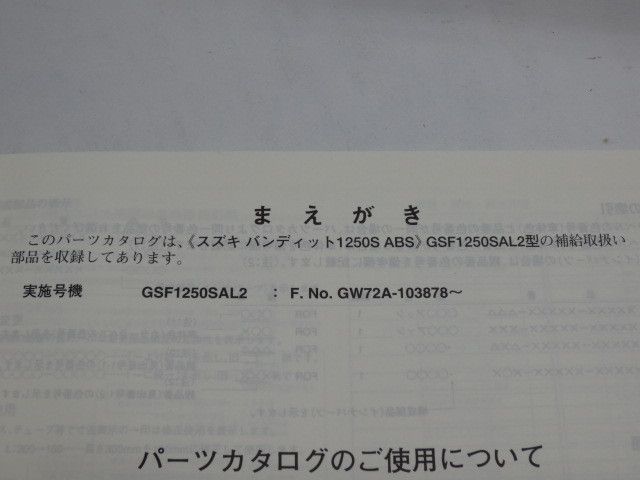 まえがき
このパーツカタログは、《スズキ バンディット1250S ABS》GSF1250SAL2型の補給取扱い
部品を収録してあります。
実施号機 GSF1250SAL2 : F. No. GW72A-103878〜
パーツカタログのご使用について